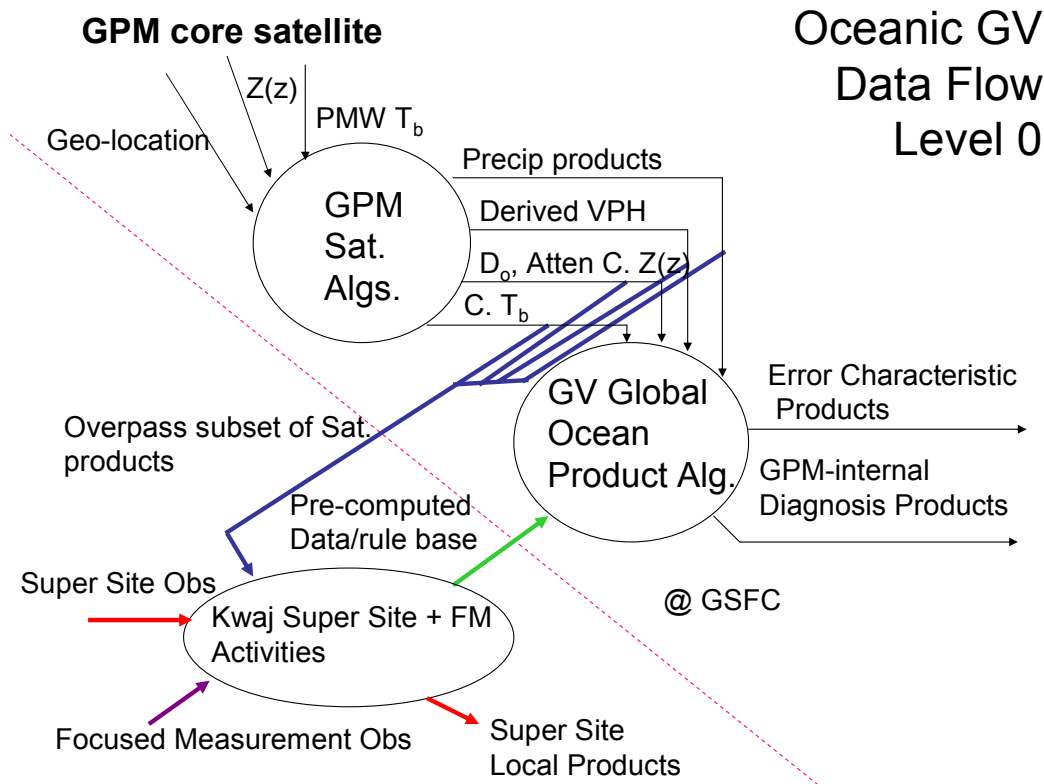 GPM core satellite
Oceanic GV
Data Flow
Level 0
Z(z)
PMW T_b
Geo-location
GPM
Sat.
Algs.
Precip products
Derived VPH
D_o, Atten C. Z(z)
C. T_b
GV Global
Ocean
Product Alg.
Error Characteristic
Products
GPM-internal
Diagnosis Products
Overpass subset of Sat.
products
Pre-computed
Data/rule base
Super Site Obs
Kwaj Super Site + FM
Activities
@ GSFC
Focused Measurement Obs
Super Site
Local Products